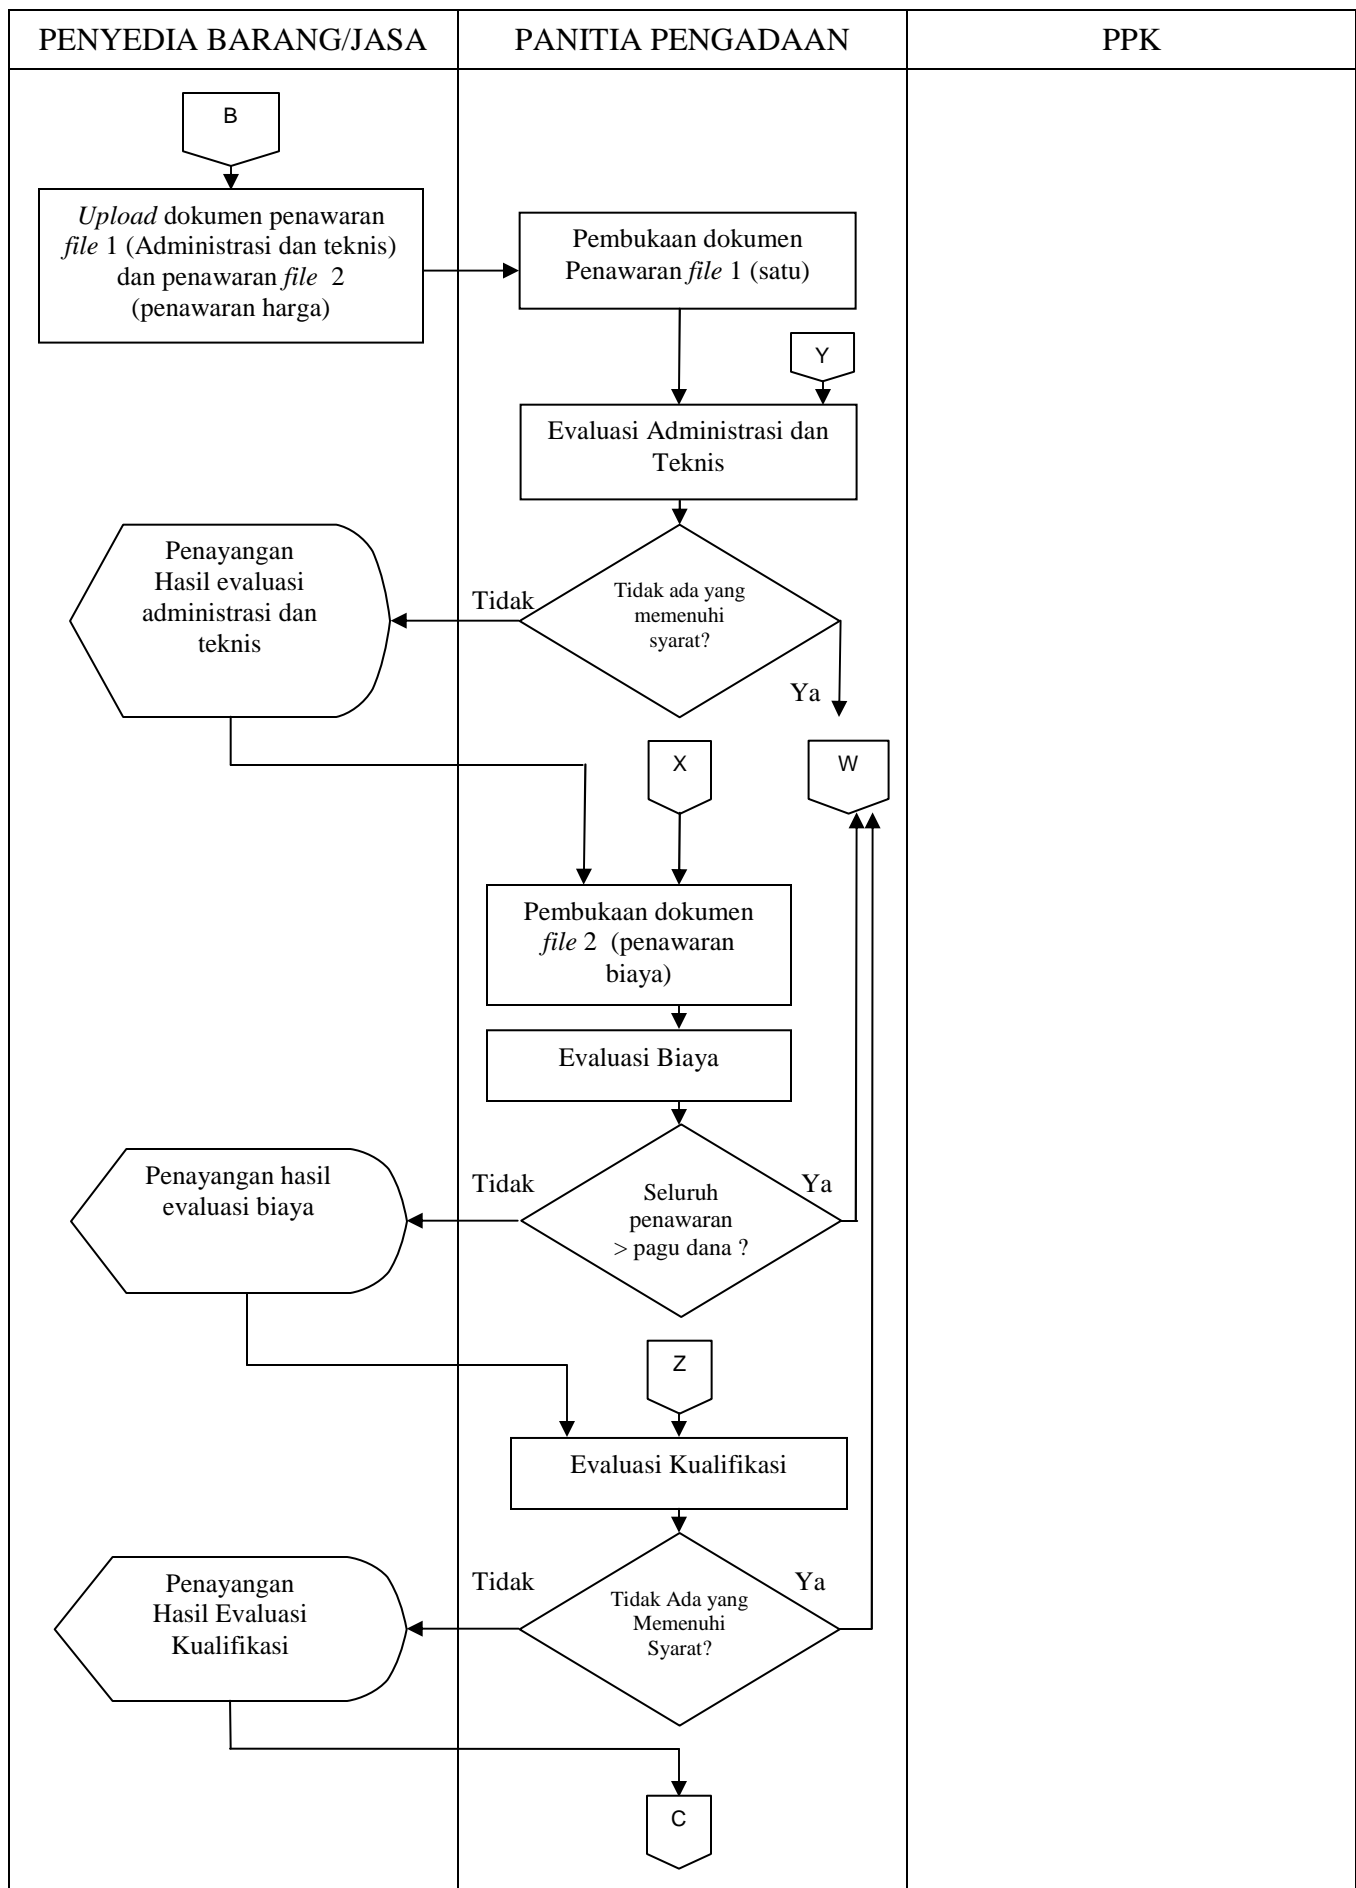 PENYEDIA BARANG/JASA
PANITIA PENGADAAN
PPK
B
Upload dokumen penawaran
file 1 (Administrasi dan teknis)
dan penawaran file 2
(penawaran harga)
Pembukaan dokumen
Penawaran file 1 (satu)
Y
Evaluasi Administrasi dan
Teknis
Penayangan
Hasil evaluasi
administrasi dan
teknis
Tidak
Tidak ada yang
memenuhi
syarat?
Ya
X
W
Pembukaan dokumen
file 2 (penawaran
biaya)
Evaluasi Biaya
Penayangan hasil
evaluasi biaya
Tidak
Seluruh
penawaran
> pagu dana ?
Ya
Z
Evaluasi Kualifikasi
Penayangan
Hasil Evaluasi
Kualifikasi
Tidak
Tidak Ada yang
Memenuhi
Syarat?
Ya
C